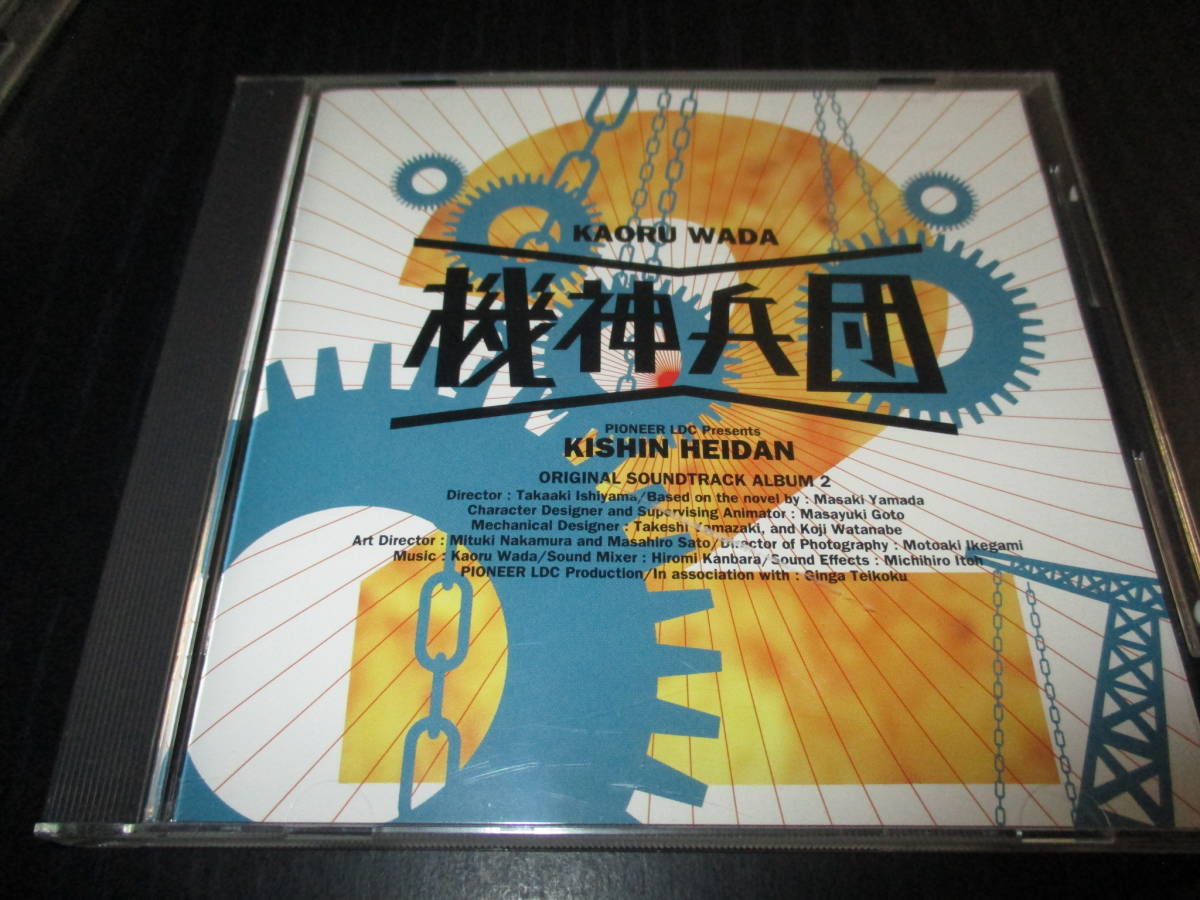 KAORU WADA
機神兵団
PIONEER LDC Presents
KISHIN HEIDAN
ORIGINAL SOUNDTRACK ALBUM 2
Director : Takaaki Ishiyama/Based on the novel by : Masaki Yamada
Character Designer and Supervising Animator : Masayuki Goto
Mechanical Designer : Takeshi Yamazaki, and Koji Watanabe
Art Director : Mituki Nakamura and Masahiro Sato/Director of Photography : Motoaki Ikegami
Music : Kaoru Wada/Sound Mixer : Hiromi Kanbara/Sound Effects : Michihiro Itoh
PIONEER LDC Production/In association with : Ginga Teikoku